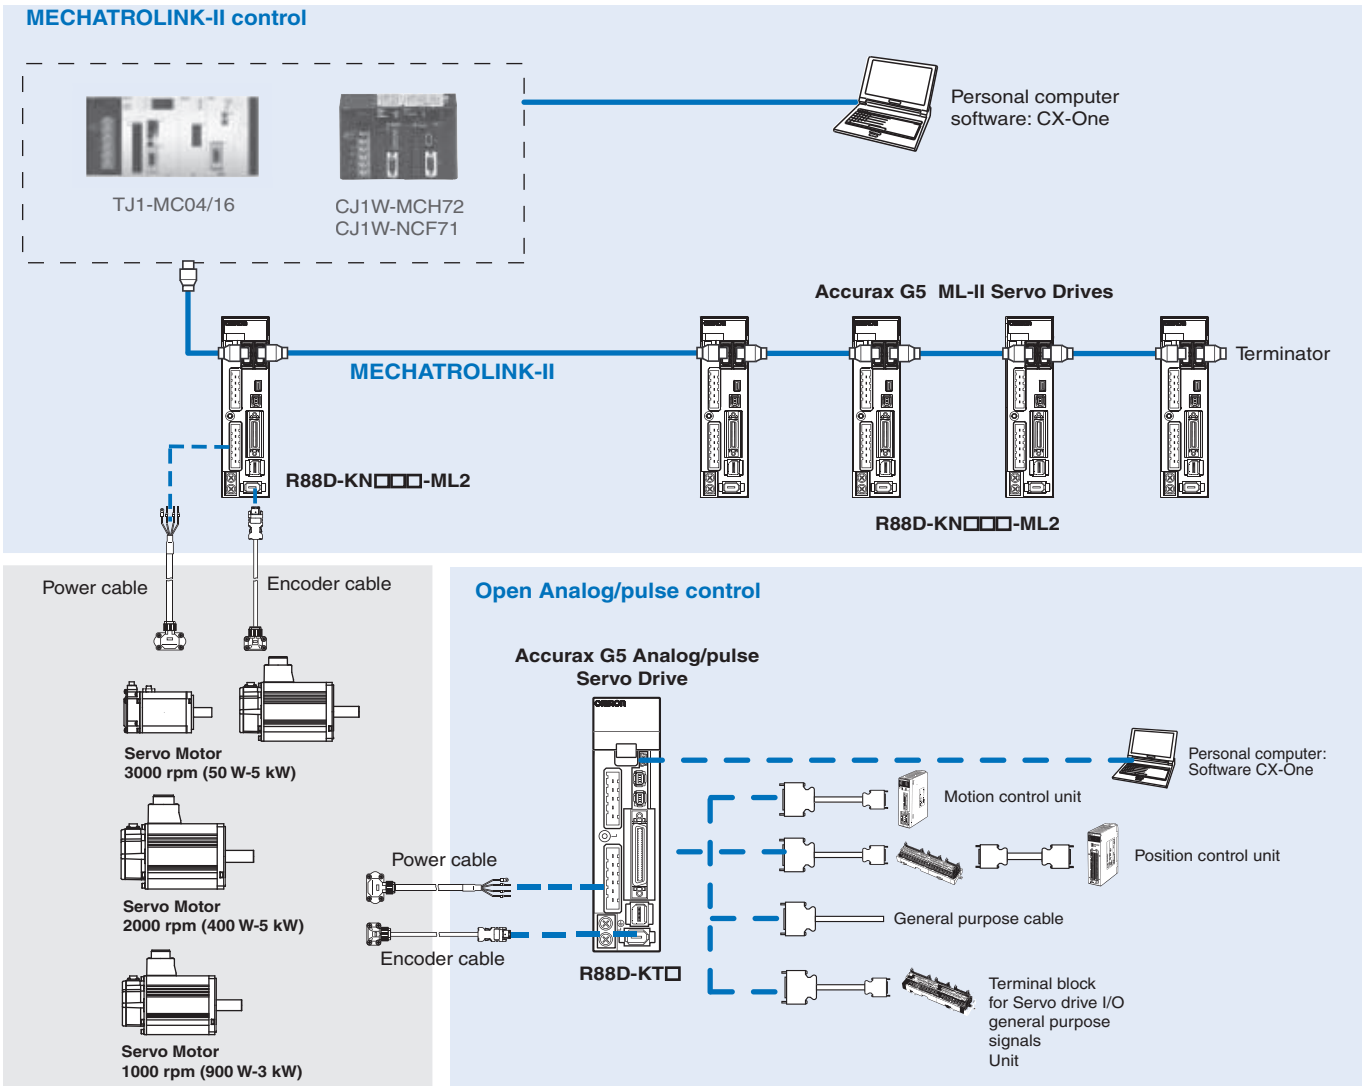 MECHATROLINK-II control
Personal computer
software: CX-One
TJ1-MC04/16
CJ1W-MCH72
CJ1W-NCF71
Accurax G5 ML-II Servo Drives
Terminator
MECHATROLINK-II
R88D-KN□□□-ML2
R88D-KN□□□-ML2
Power cable
Encoder cable
Servo Motor
3000 rpm (50 W-5 kW)
Servo Motor
2000 rpm (400 W-5 kW)
Servo Motor
1000 rpm (900 W-3 kW)
Open Analog/pulse control
Accurax G5 Analog/pulse
Servo Drive
OMRON
Personal computer:
Software CX-One
Motion control unit
Position control unit
Power cable
General purpose cable
Encoder cable
R88D-KT□
Terminal block
for Servo drive I/O
general purpose
signals
Unit